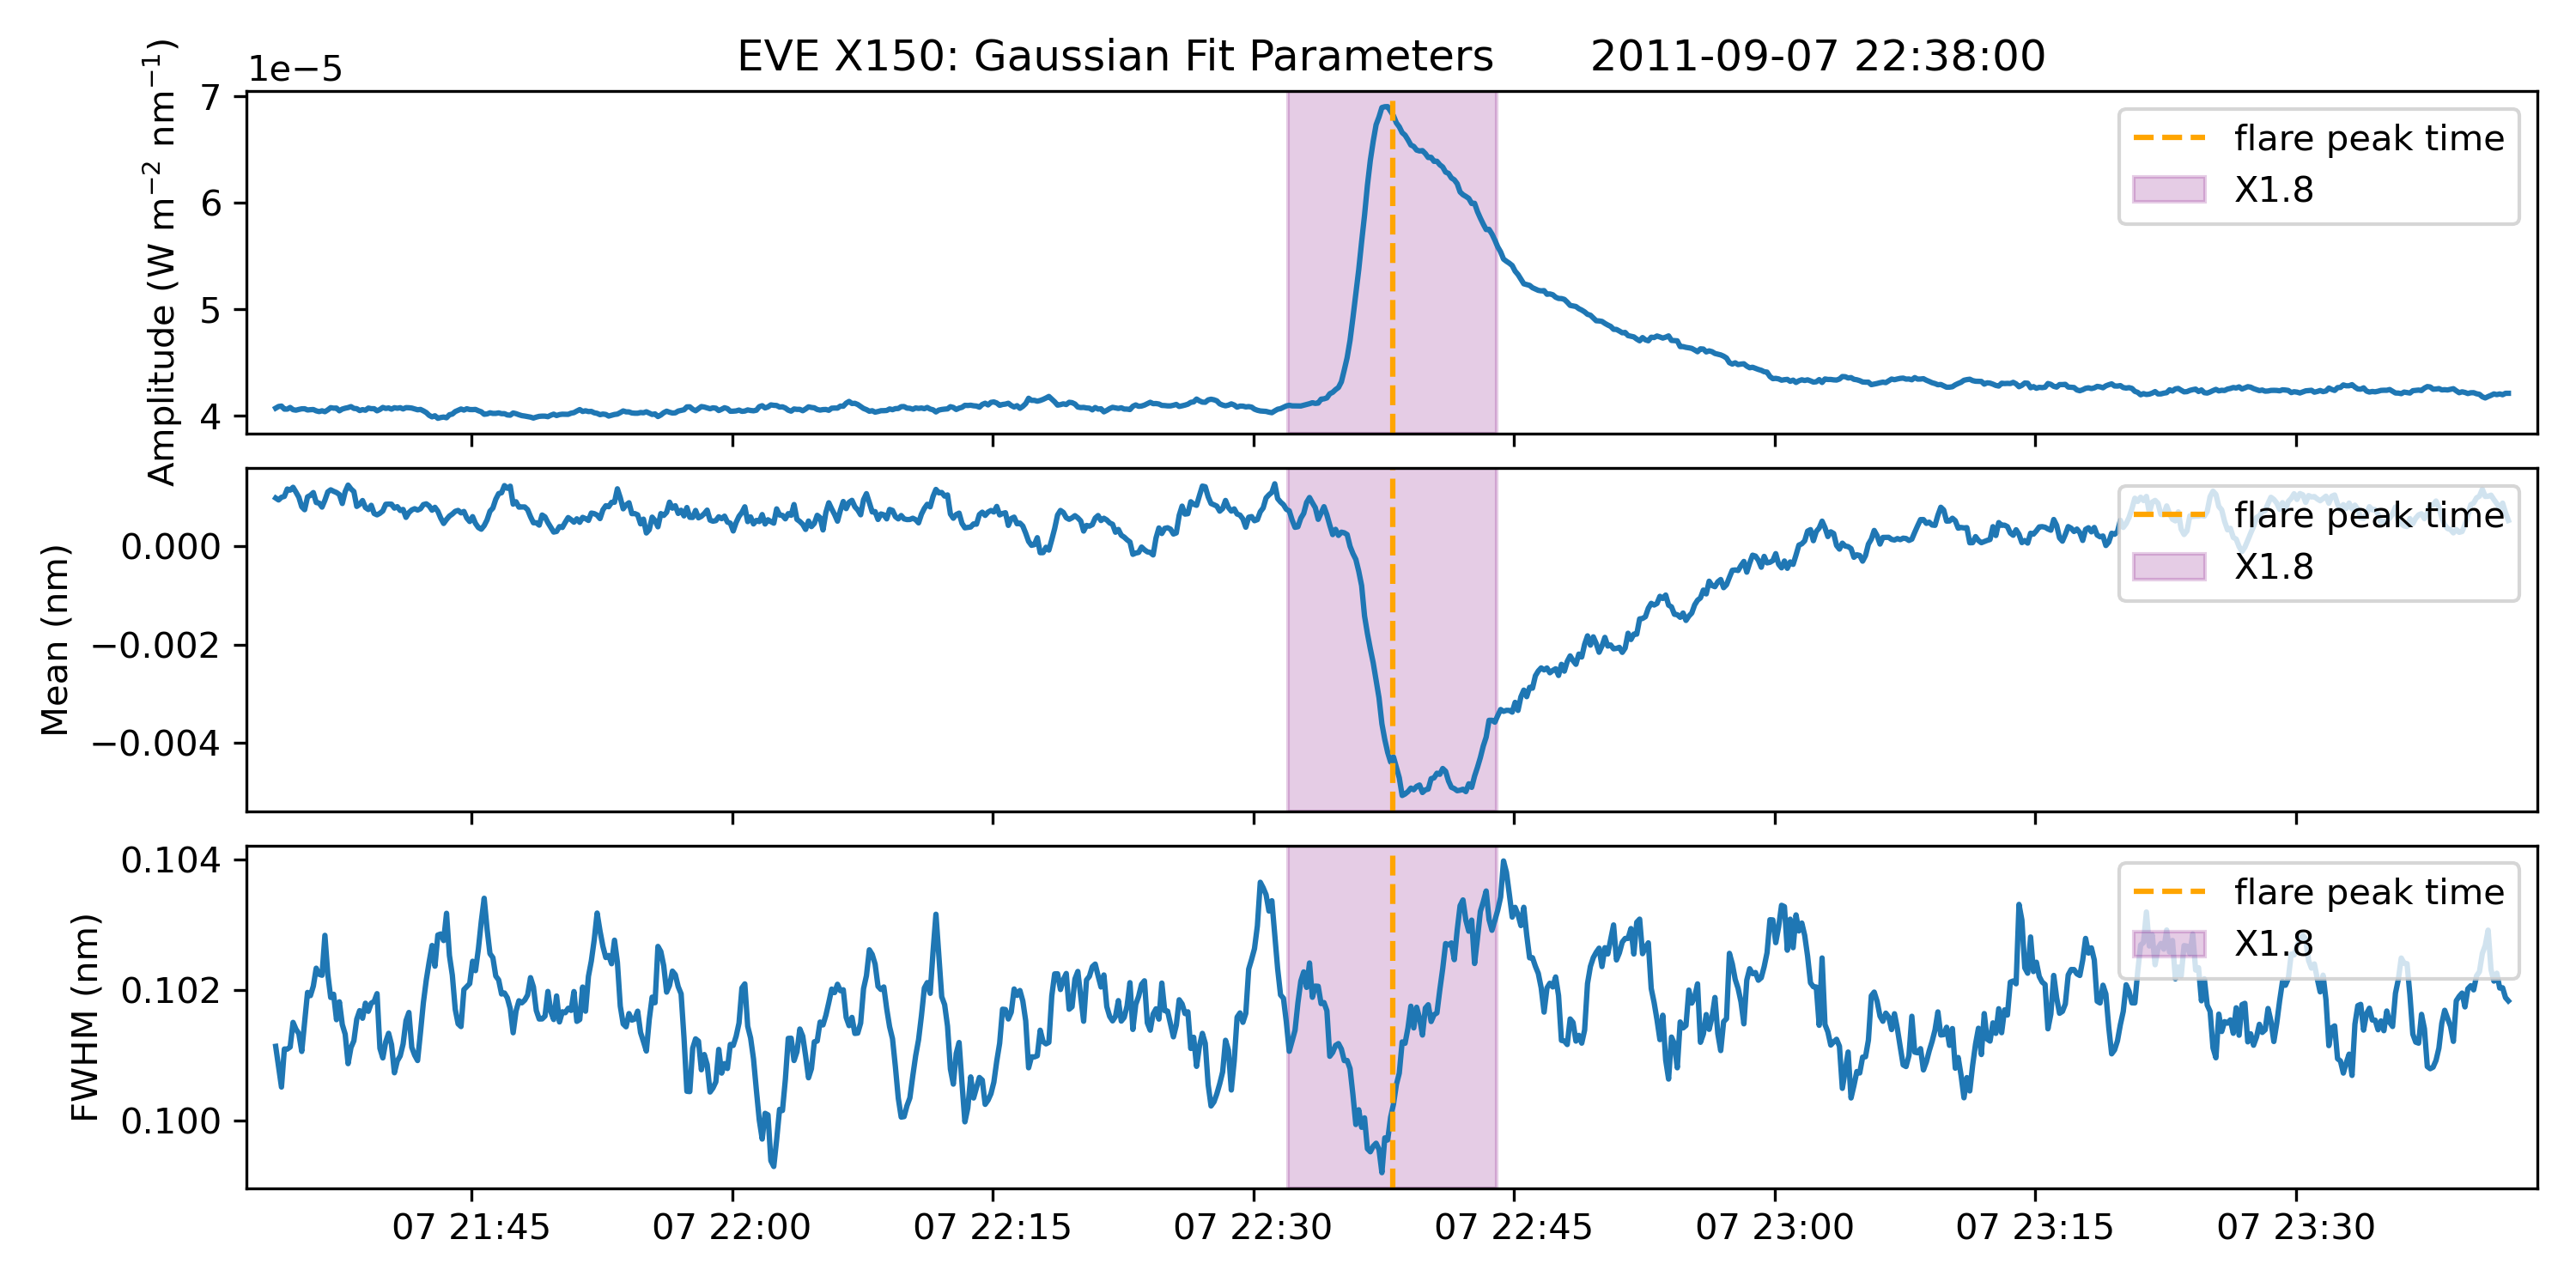 EVE X150: Gaussian Fit Parameters 2011-09-07 22:38:00
1e−5
Amplitude (W m⁻² nm⁻¹)
7
6
5
4
flare peak time
X1.8
Mean (nm)
0.000
−0.002
−0.004
flare peak time
X1.8
FWHM (nm)
0.104
0.102
0.100
flare peak time
X1.8
07 21:45 07 22:00 07 22:15 07 22:30 07 22:45 07 23:00 07 23:15 07 23:30